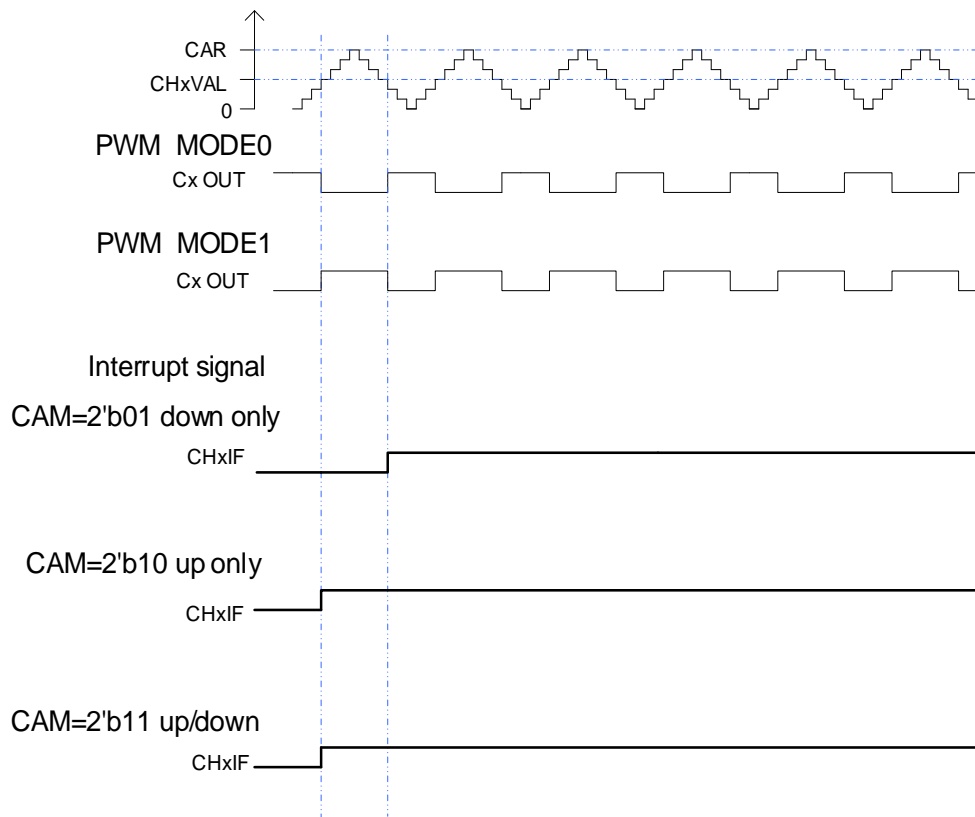 CAR
CHxVAL
0
PWM MODE0
Cx OUT
PWM MODE1
Cx OUT
Interrupt signal
CAM=2'b01 down only
CHxIF
CAM=2'b10 up only
CHxIF
CAM=2'b11 up/down
CHxIF